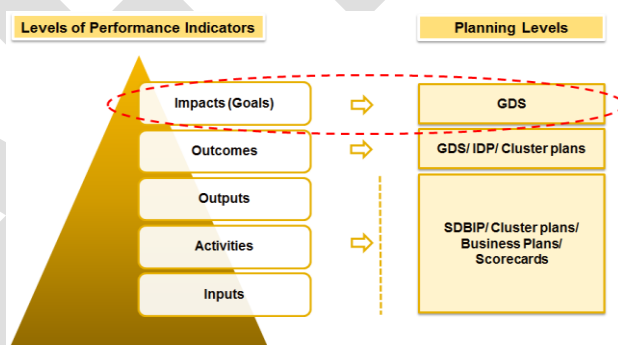 Levels of Performance Indicators
Planning Levels
Impacts (Goals)
GDS
Outcomes
GDS/ IDP/ Cluster plans
Outputs
Activities
Inputs
SDBIP/ Cluster plans/
Business Plans/
Scorecards